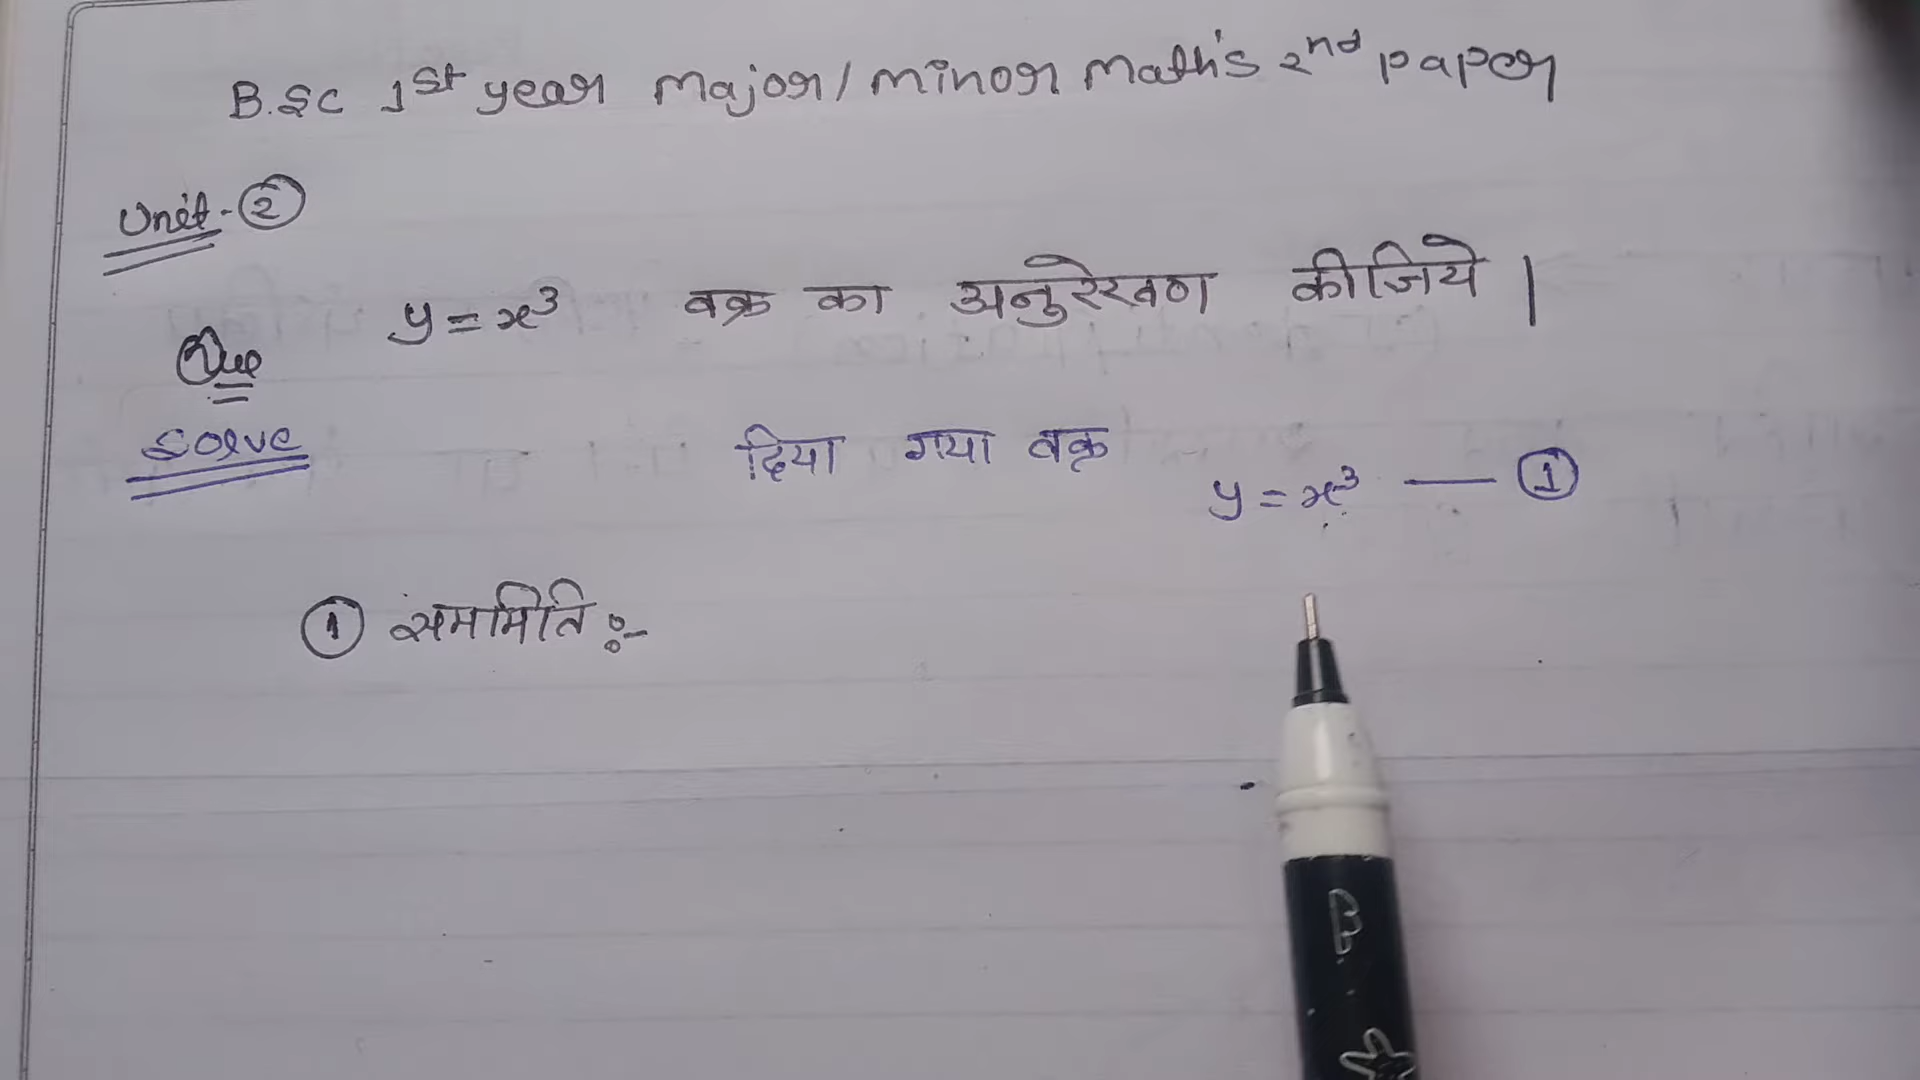 B.Sc 1st year Major/minor Math's 2nd paper
Unit-②
Que y = x³ वक्र का अनुरेखण कीजिये |
Solve दिया गया वक्र
y = x³ —— ①
① सममिति :-
B